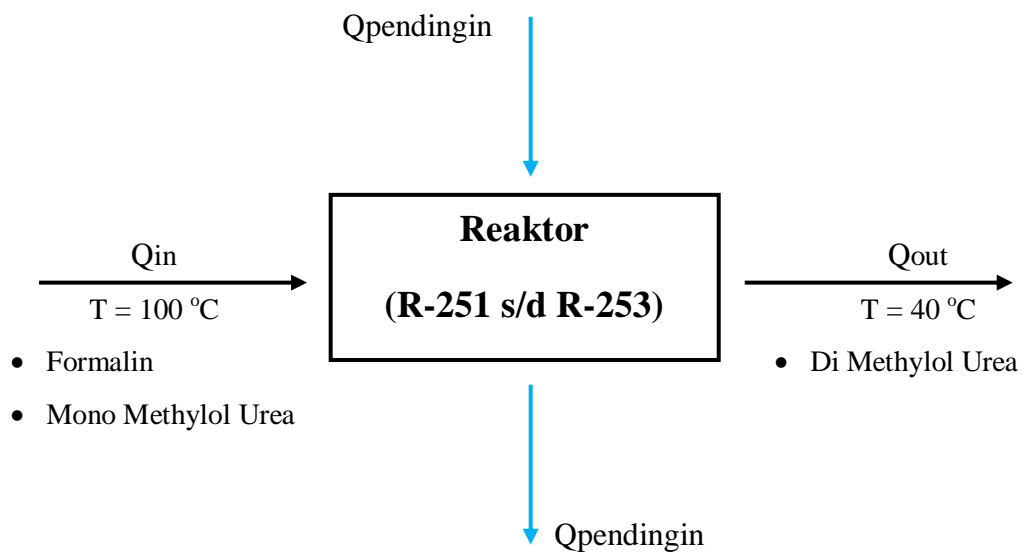 Qpendingin
Reaktor
(R-251 s/d R-253)
Qin
T = 100 °C
• Formalin
• Mono Methylol Urea
Qout
T = 40 °C
• Di Methylol Urea
Qpendingin